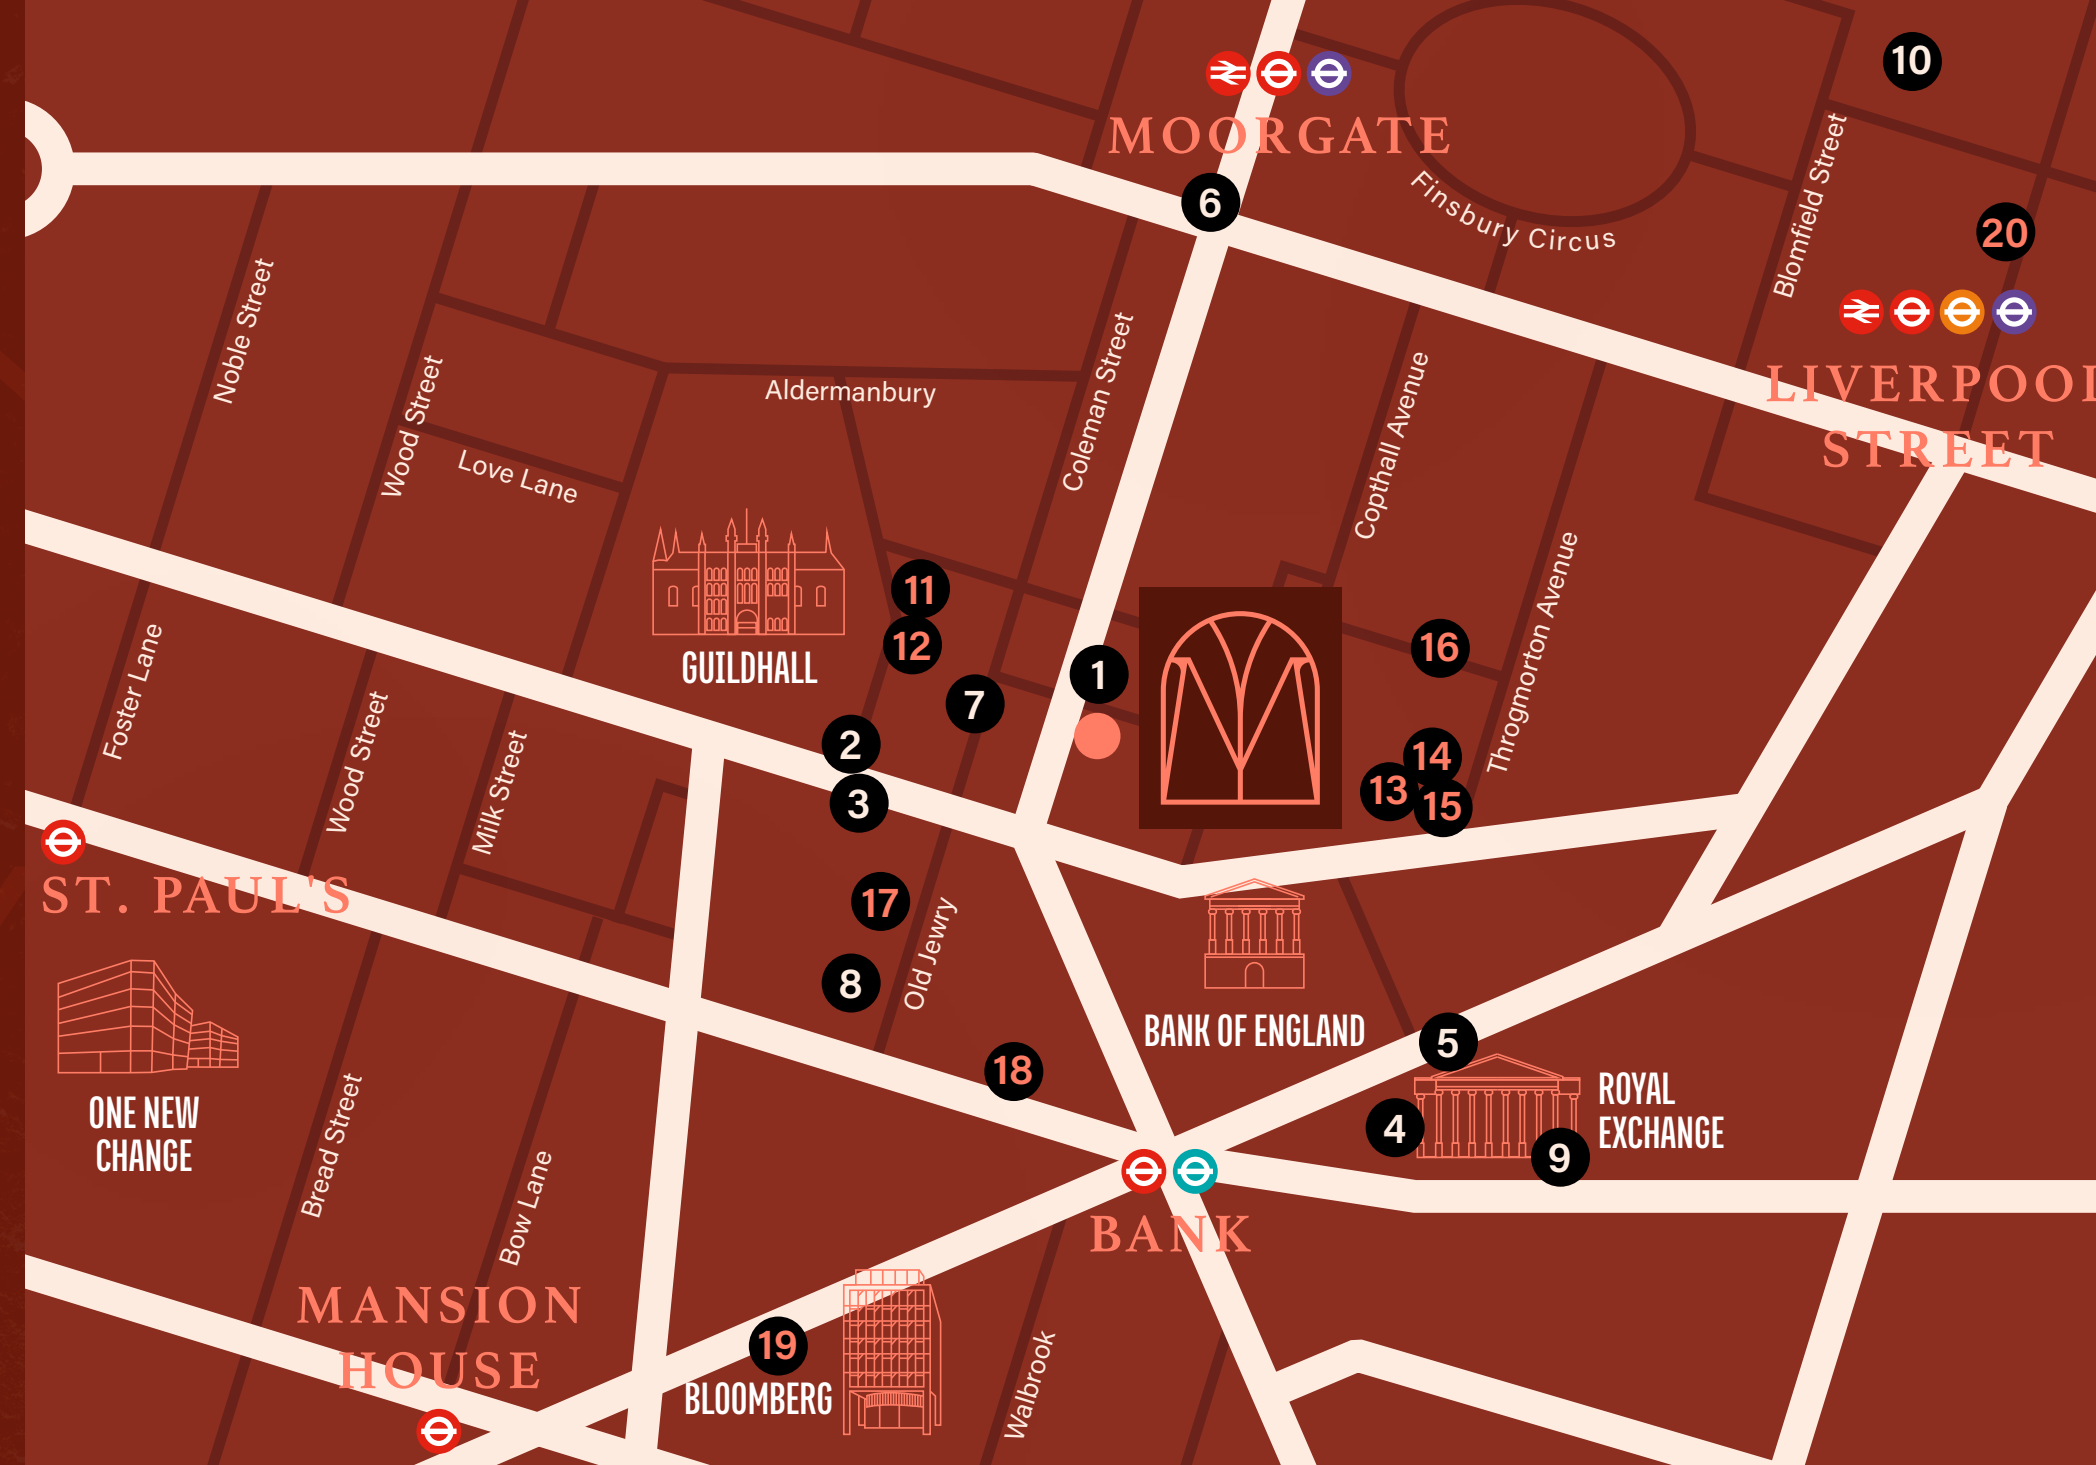 10
MOORGATE
6
Finsbury Circus
Blomfield Street
20
LIVERPOOL
STREET
Noble Street
Wood Street
Love Lane
Aldermanbury
Coleman Street
Copthall Avenue
Throgmorton Avenue
GUILDHALL
11
12
7
1
16
2
3
14
13
15
Foster Lane
Wood Street
Milk Street
ST. PAUL'S
17
8
Old Jewry
18
BANK OF ENGLAND
5
4
9
ROYAL
EXCHANGE
ONE NEW
CHANGE
Bread Street
Bow Lane
BANK
MANSION
HOUSE
19
BLOOMBERG
Walbrook